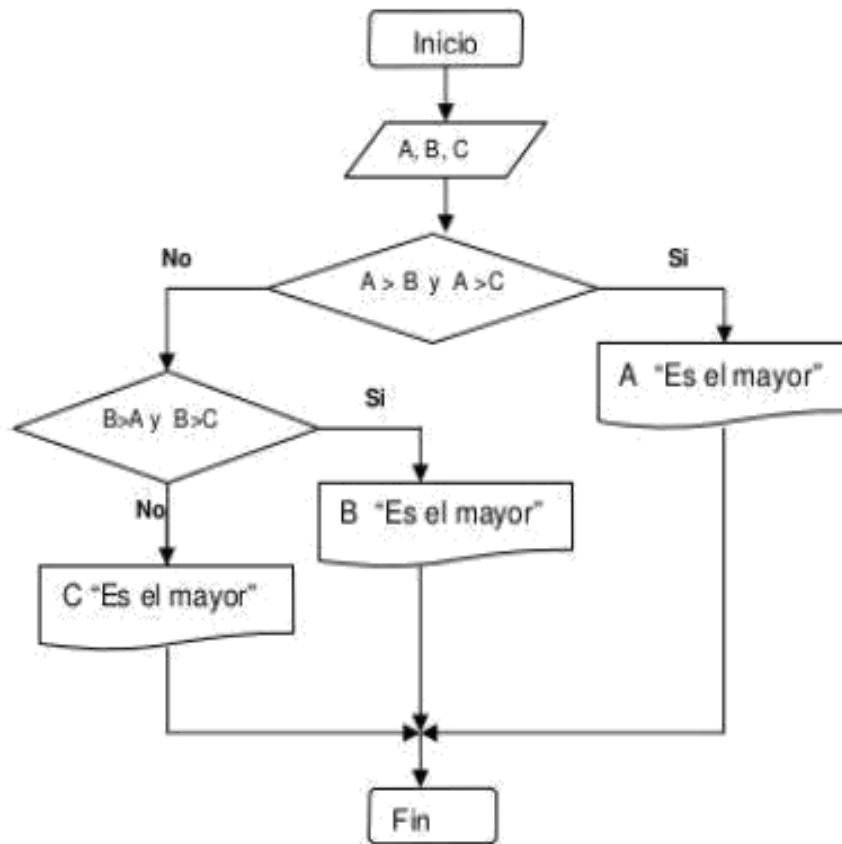 Inicio
A, B, C
No
Si
A > B y A >C
A "Es el mayor"
B>A y B>C
Si
No
B "Es el mayor"
C "Es el mayor"
Fin